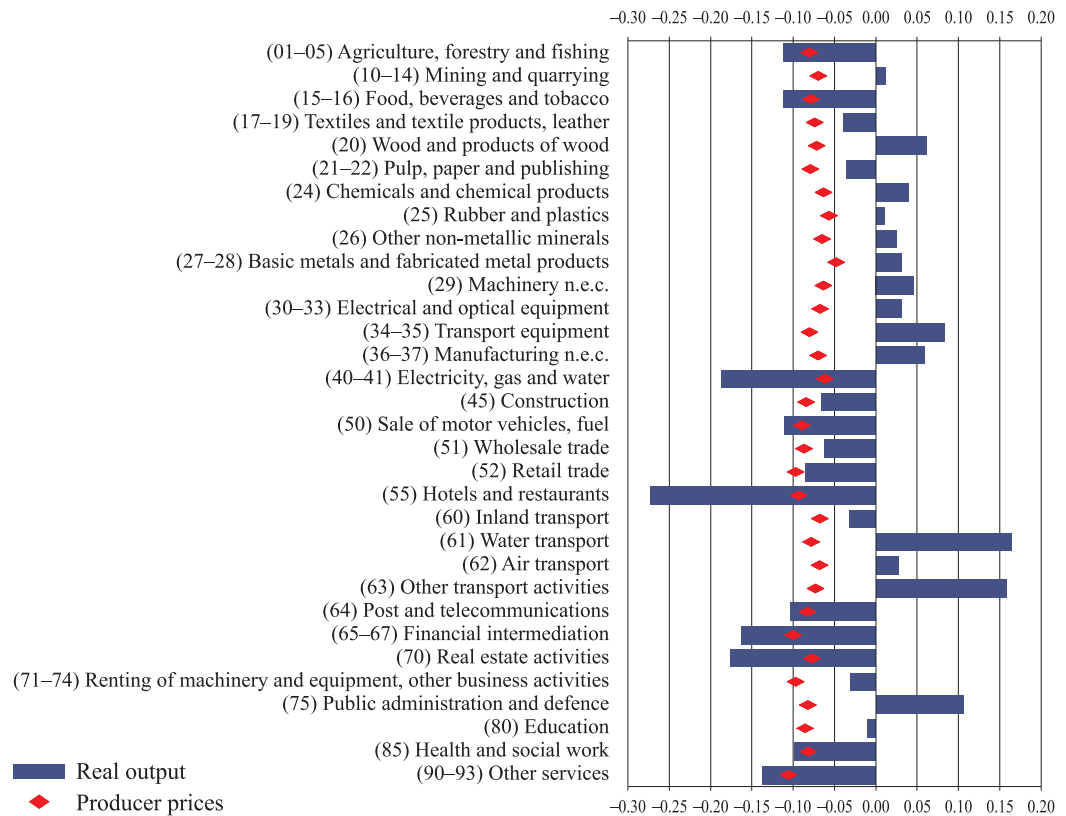 −0.30 −0.25 −0.20 −0.15 −0.10 −0.05 0.00 0.05 0.10 0.15 0.20
(01–05) Agriculture, forestry and fishing
(10–14) Mining and quarrying
(15–16) Food, beverages and tobacco
(17–19) Textiles and textile products, leather
(20) Wood and products of wood
(21–22) Pulp, paper and publishing
(24) Chemicals and chemical products
(25) Rubber and plastics
(26) Other non-metallic minerals
(27–28) Basic metals and fabricated metal products
(29) Machinery n.e.c.
(30–33) Electrical and optical equipment
(34–35) Transport equipment
(36–37) Manufacturing n.e.c.
(40–41) Electricity, gas and water
(45) Construction
(50) Sale of motor vehicles, fuel
(51) Wholesale trade
(52) Retail trade
(55) Hotels and restaurants
(60) Inland transport
(61) Water transport
(62) Air transport
(63) Other transport activities
(64) Post and telecommunications
(65–67) Financial intermediation
(70) Real estate activities
(71–74) Renting of machinery and equipment, other business activities
(75) Public administration and defence
(80) Education
(85) Health and social work
(90–93) Other services
Real output
Producer prices
−0.30 −0.25 −0.20 −0.15 −0.10 −0.05 0.00 0.05 0.10 0.15 0.20